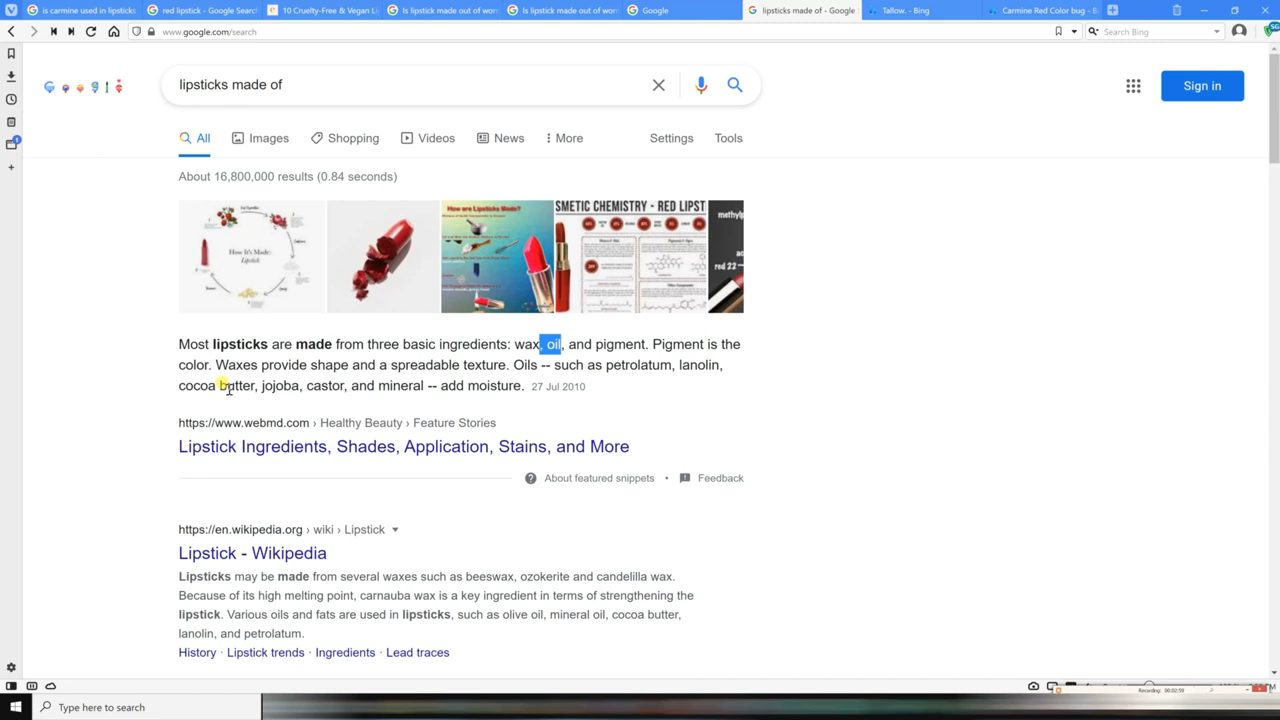 is carmine used in lipsticks
red lipstick - Google Sear
10 Cruelty-Free & Vegan Li
Is lipstick made out of wor
Is lipstick made out of wor
Google
lipsticks made of - Google
Tallow. - Bing
Carmine Red Color bug - B
www.google.com/search
Search Bing
lipsticks made of
Sign in
All
Images
Shopping
Videos
News
More
Settings
Tools
About 16,800,000 results (0.84 seconds)
How It's Made:
Lipstick
How are Lipsticks Made?
SMETIC CHEMISTRY - RED LIPST
methylp
red 22
Most lipsticks are made from three basic ingredients: wax, oil, and pigment. Pigment is the
color. Waxes provide shape and a spreadable texture. Oils -- such as petrolatum, lanolin,
cocoa butter, jojoba, castor, and mineral -- add moisture. 27 Jul 2010
https://www.webmd.com › Healthy Beauty › Feature Stories
Lipstick Ingredients, Shades, Application, Stains, and More
About featured snippets • Feedback
https://en.wikipedia.org › wiki › Lipstick
Lipstick - Wikipedia
Lipsticks may be made from several waxes such as beeswax, ozokerite and candelilla wax.
Because of its high melting point, carnauba wax is a key ingredient in terms of strengthening the
lipstick. Various oils and fats are used in lipsticks, such as olive oil, mineral oil, cocoa butter,
lanolin, and petrolatum.
History · Lipstick trends · Ingredients · Lead traces
Recording: 00:02:59
Type here to search